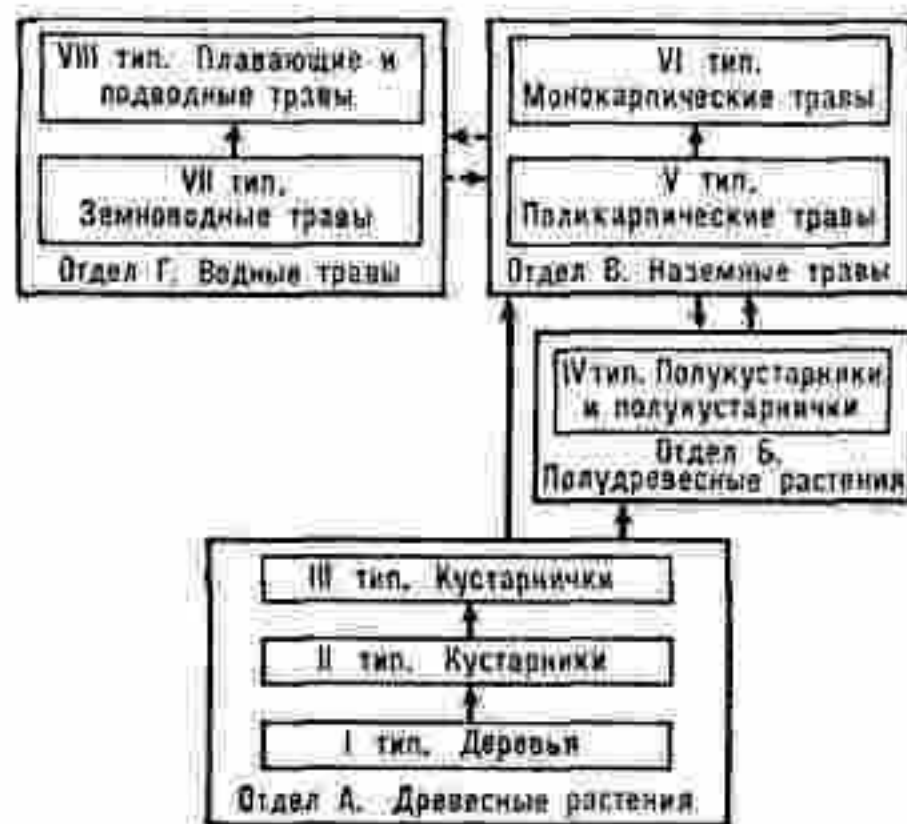 VIII тип. Плавающие и
подводные травы
VII тип.
Земноводные травы
Отдел Г. Водные травы
VI тип.
Монокарпические травы
V тип.
Поликарпические травы
Отдел В. Наземные травы
IV тип. Полукустарники
и полукустарнички
Отдел Б.
Полудревесные растения
III тип. Кустарнички
II тип. Кустарники
I тип. Деревья
Отдел А. Древесные растения